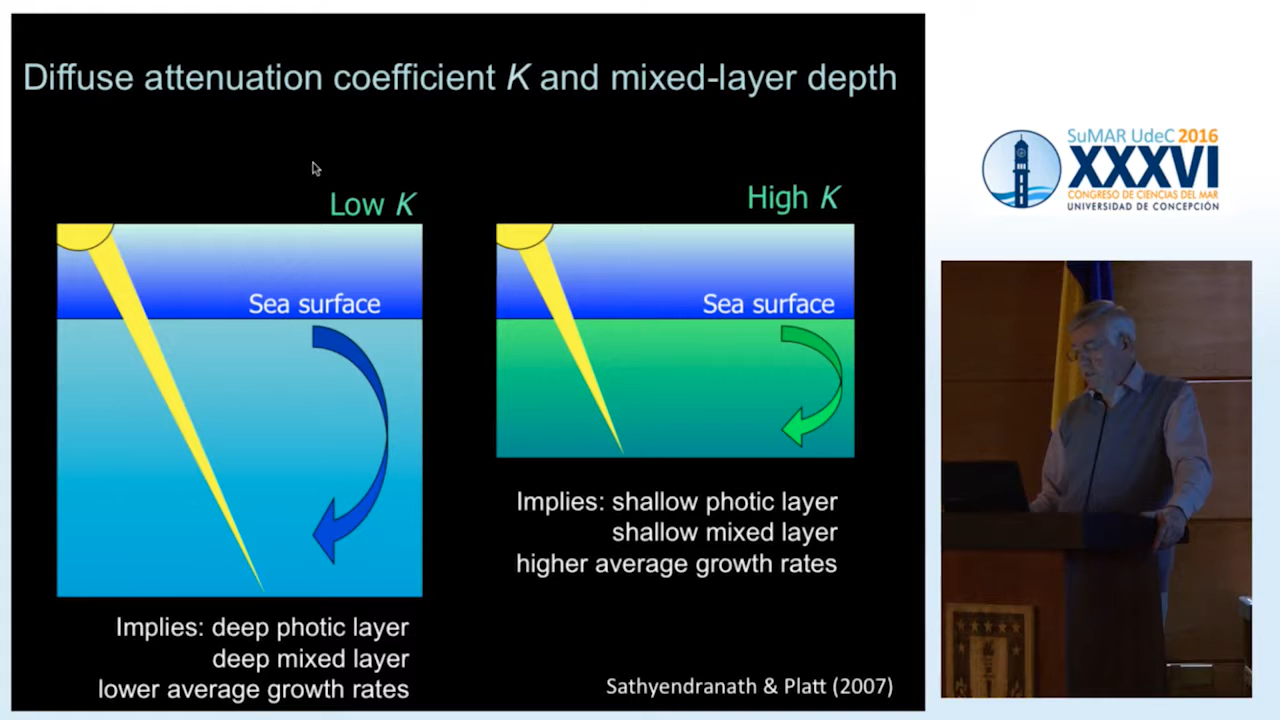 Diffuse attenuation coefficient K and mixed-layer depth
Low K
Sea surface
Implies: deep photic layer
deep mixed layer
lower average growth rates
High K
Sea surface
Implies: shallow photic layer
shallow mixed layer
higher average growth rates
Sathyendranath & Platt (2007)
SuMAR UdeC 2016
XXXVI
CONGRESO DE CIENCIAS DEL MAR
UNIVERSIDAD DE CONCEPCIÓN